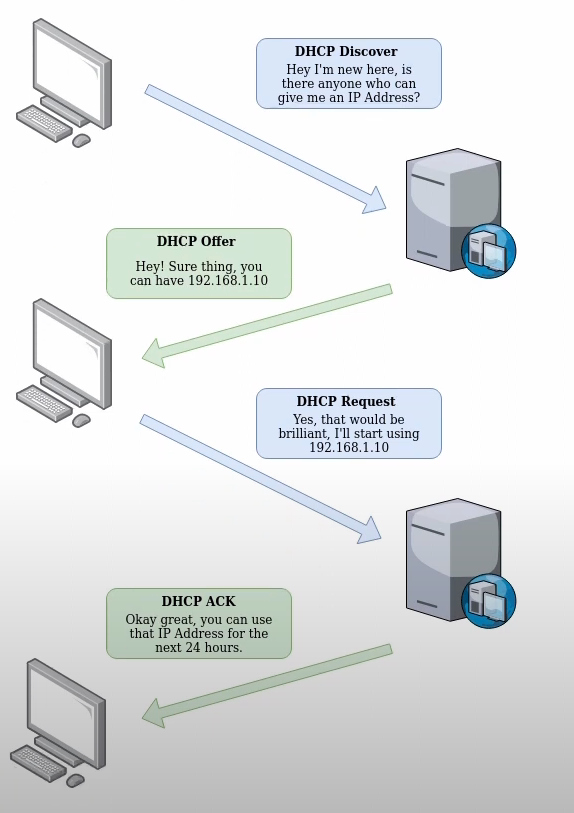 DHCP Discover
Hey I'm new here, is
there anyone who can
give me an IP Address?
DHCP Offer
Hey! Sure thing, you
can have 192.168.1.10
DHCP Request
Yes, that would be
brilliant, I'll start using
192.168.1.10
DHCP ACK
Okay great, you can use
that IP Address for the
next 24 hours.